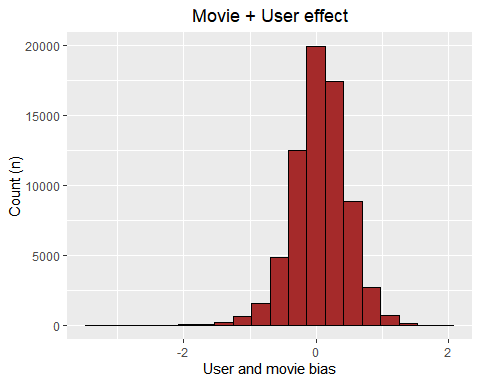 Movie + User effect
20000
15000
10000
5000
0
Count (n)
-2
0
2
User and movie bias